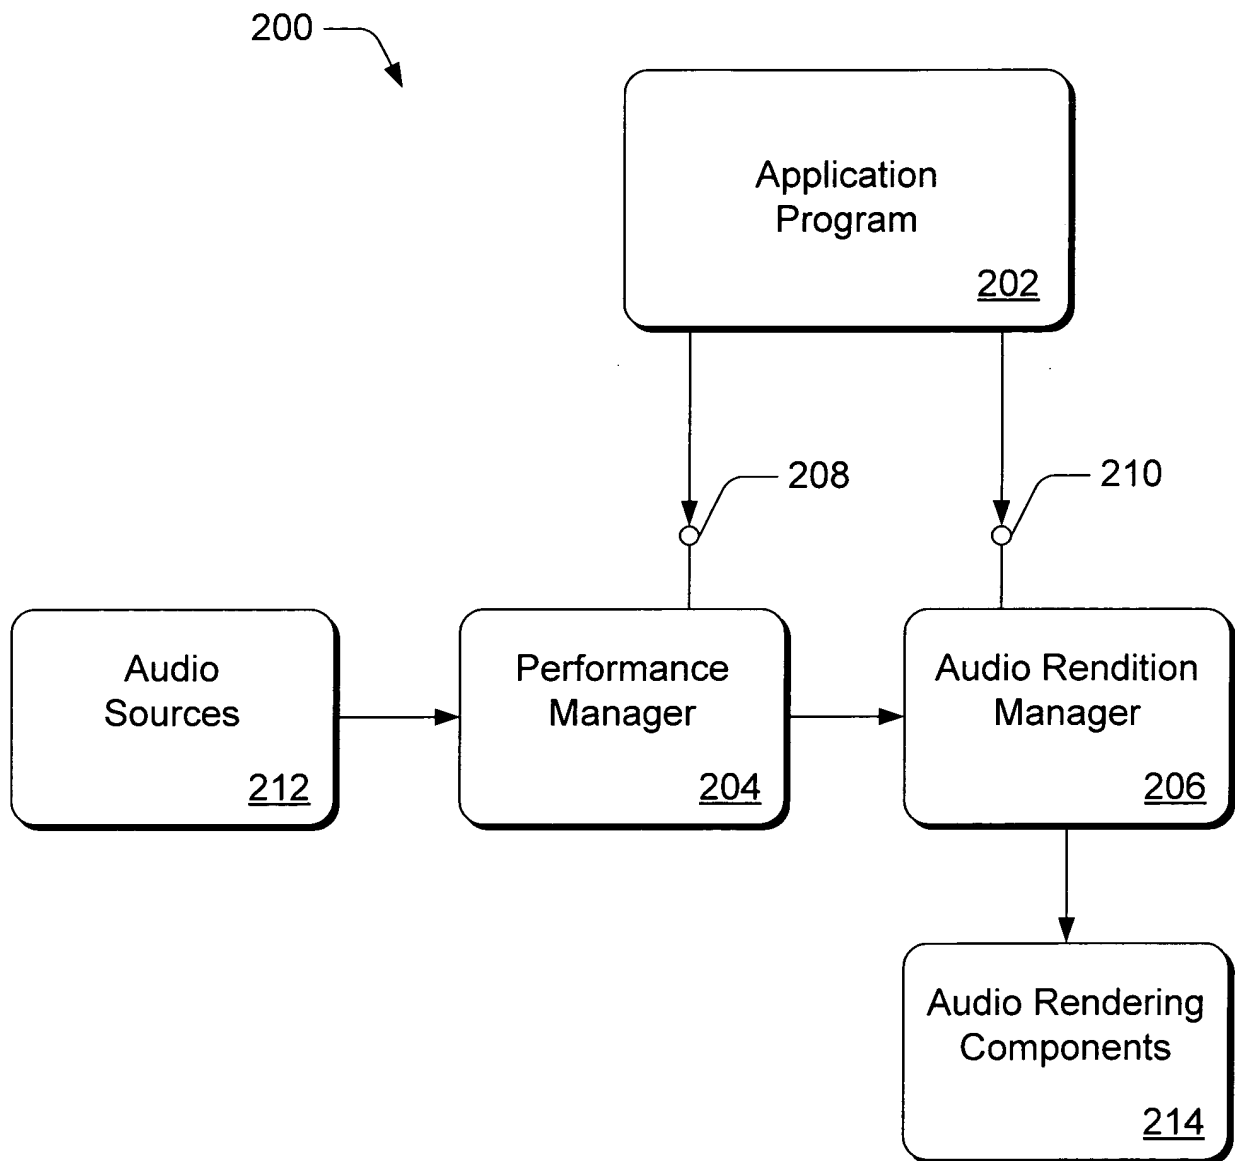 200
Application
Program
202
208
210
Audio
Sources
212
Performance
Manager
204
Audio Rendition
Manager
206
Audio Rendering
Components
214